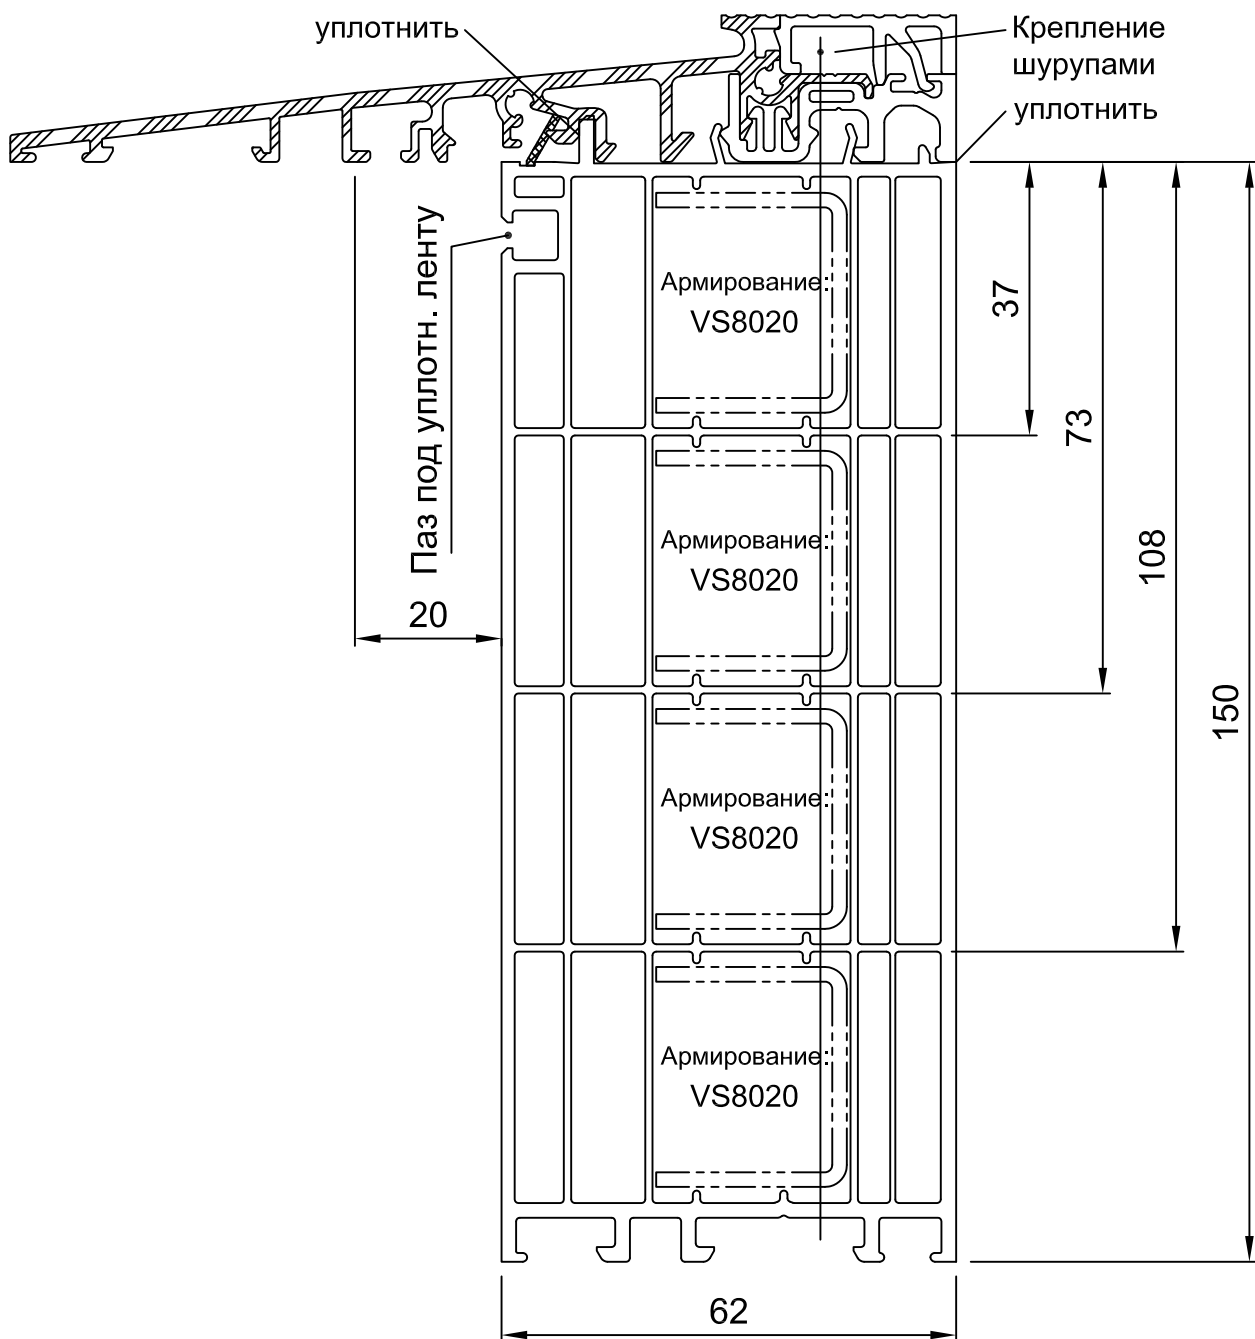 уплотнить
Крепление
шурупами
уплотнить
Паз под уплотн. ленту
Армирование:
VS8020
37
73
Армирование:
VS8020
108
20
150
Армирование:
VS8020
Армирование:
VS8020
62